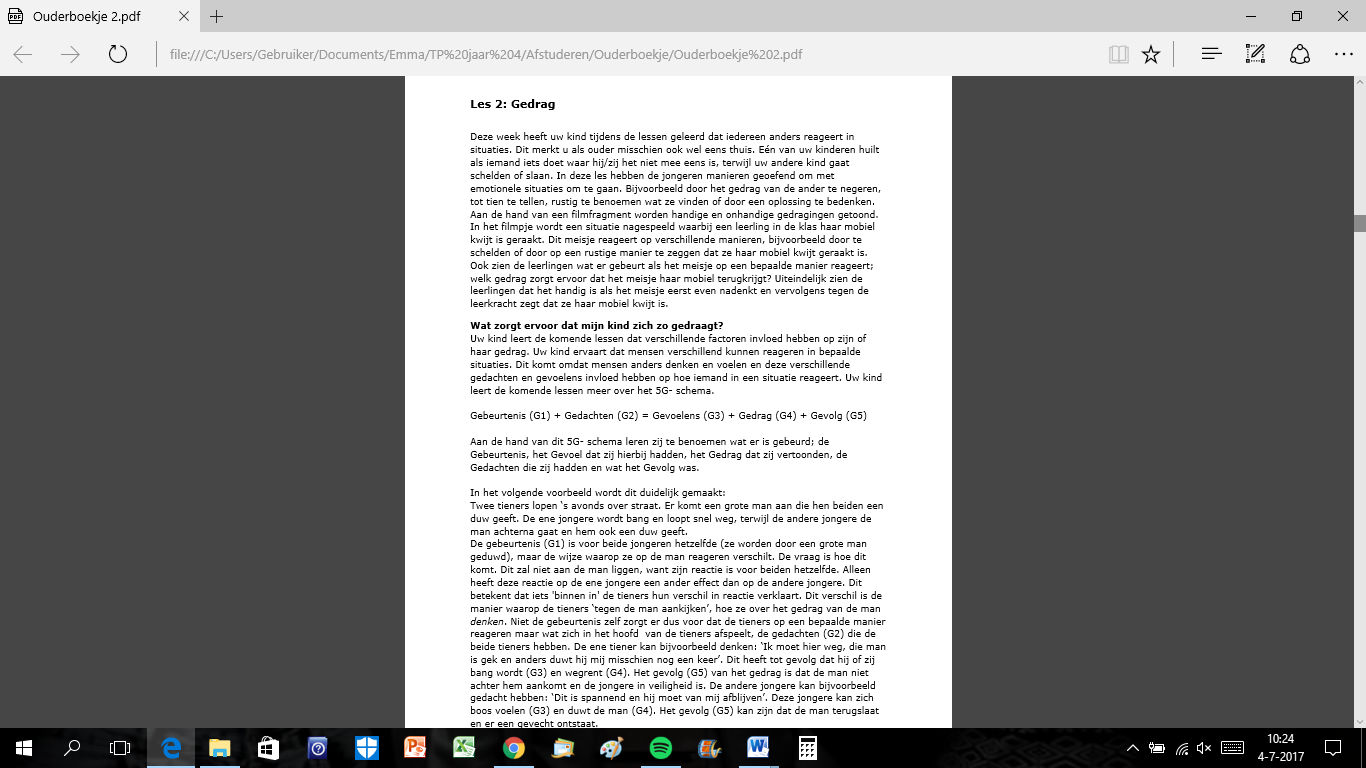 Ouderboekje 2.pdf
file:///C:/Users/Gebruiker/Documents/Emma/TP%20jaar%204/Afstuderen/Ouderboekje/Ouderboekje%202.pdf
Les 2: Gedrag
Deze week heeft uw kind tijdens de lessen geleerd dat iedereen anders reageert in
situaties. Dit merkt u als ouder misschien ook wel eens thuis. Eén van uw kinderen huilt
als iemand iets doet waar hij/zij het niet mee eens is, terwijl uw andere kind gaat
schelden of slaan. In deze les hebben de jongeren manieren geoefend om met
emotionele situaties om te gaan. Bijvoorbeeld door het gedrag van de ander te negeren,
tot tien te tellen, rustig te benoemen wat ze vinden of door een oplossing te bedenken.
Aan de hand van een filmfragment worden handige en onhandige gedragingen getoond.
In het filmpje wordt een situatie nagespeeld waarbij een leerling in de klas haar mobiel
kwijt is geraakt. Dit meisje reageert op verschillende manieren, bijvoorbeeld door te
schelden of door op een rustige manier te zeggen dat ze haar mobiel kwijt geraakt is.
Ook zien de leerlingen wat er gebeurt als het meisje op een bepaalde manier reageert;
welk gedrag zorgt ervoor dat het meisje haar mobiel terugkrijgt? Uiteindelijk zien de
leerlingen dat het handig is als het meisje eerst even nadenkt en vervolgens tegen de
leerkracht zegt dat ze haar mobiel kwijt is.
Wat zorgt ervoor dat mijn kind zich zo gedraagt?
Uw kind leert de komende lessen dat verschillende factoren invloed hebben op zijn of
haar gedrag. Uw kind ervaart dat mensen verschillend kunnen reageren in bepaalde
situaties. Dit komt omdat mensen anders denken en voelen en deze verschillende
gedachten en gevoelens invloed hebben op hoe iemand in een situatie reageert. Uw kind
leert de komende lessen meer over het 5G- schema.
Gebeurtenis (G1) + Gedachten (G2) = Gevoelens (G3) + Gedrag (G4) + Gevolg (G5)
Aan de hand van dit 5G- schema leren zij te benoemen wat er is gebeurd; de
Gebeurtenis, het Gevoel dat zij hierbij hadden, het Gedrag dat zij vertoonden, de
Gedachten die zij hadden en wat het Gevolg was.
In het volgende voorbeeld wordt dit duidelijk gemaakt:
Twee tieners lopen 's avonds over straat. Er komt een grote man aan die hen beiden een
duw geeft. De ene jongere wordt bang en loopt snel weg, terwijl de andere jongere de
man achterna gaat en hem ook een duw geeft.
De gebeurtenis (G1) is voor beide jongeren hetzelfde (ze worden door een grote man
geduwd), maar de wijze waarop ze op de man reageren verschilt. De vraag is hoe dit
komt. Dit zal niet aan de man liggen, want zijn reactie is voor beiden hetzelfde. Alleen
heeft deze reactie op de ene jongere een ander effect dan op de andere jongere. Dit
betekent dat iets 'binnen in' de tieners hun verschil in reactie verklaart. Dit verschil is de
manier waarop de tieners 'tegen de man aankijken', hoe ze over het gedrag van de man
denken. Niet de gebeurtenis zelf zorgt er dus voor dat de tieners op een bepaalde manier
reageren maar wat zich in het hoofd van de tieners afspeelt, de gedachten (G2) die de
beide tieners hebben. De ene tiener kan bijvoorbeeld denken: 'Ik moet hier weg, die man
is gek en anders duwt hij mij misschien nog een keer'. Dit heeft tot gevolg dat hij of zij
bang wordt (G3) en wegrent (G4). Het gevolg (G5) van het gedrag is dat de man niet
achter hem aankomt en de jongere in veiligheid is. De andere jongere kan bijvoorbeeld
gedacht hebben: 'Dit is spannend en hij moet van mij afblijven'. Deze jongere kan zich
boos voelen (G3) en duwt de man (G4). Het gevolg (G5) kan zijn dat de man terugslaat
en er een gevecht ontstaat.
10:24
4-7-2017